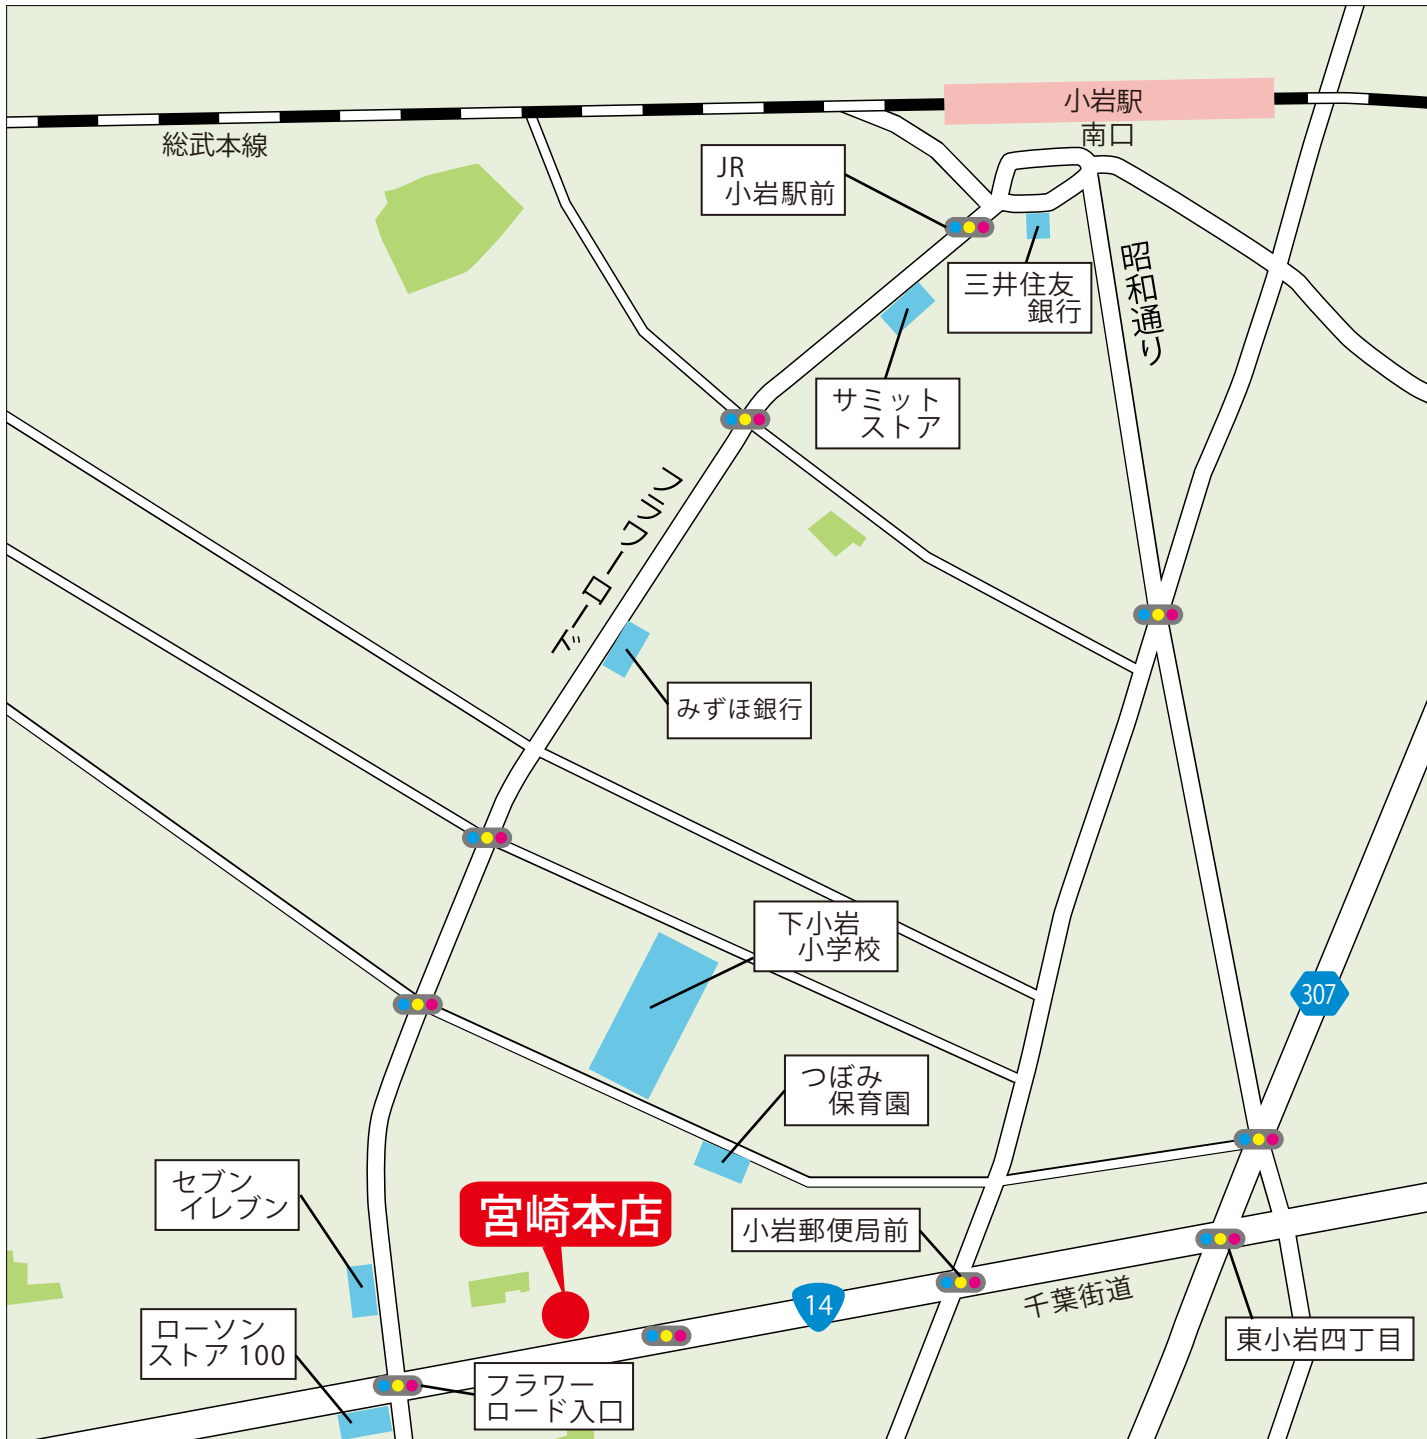 小岩駅
南口
総武本線
JR
小岩駅前
三井住友
銀行
昭和通り
サミット
ストア
フラワーロード
みずほ銀行
下小岩
小学校
307
つぼみ
保育園
セブン
イレブン
宮崎本店
小岩郵便局前
14
千葉街道
ローソン
ストア 100
東小岩四丁目
フラワー
ロード入口